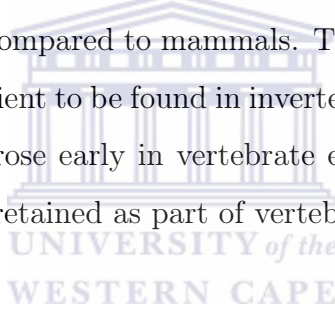 ompared to mammals. T
ient to be found in inverte
rose early in vertebrate e
retained as part of verteb
UNIVERSITY of the
WESTERN CAPE